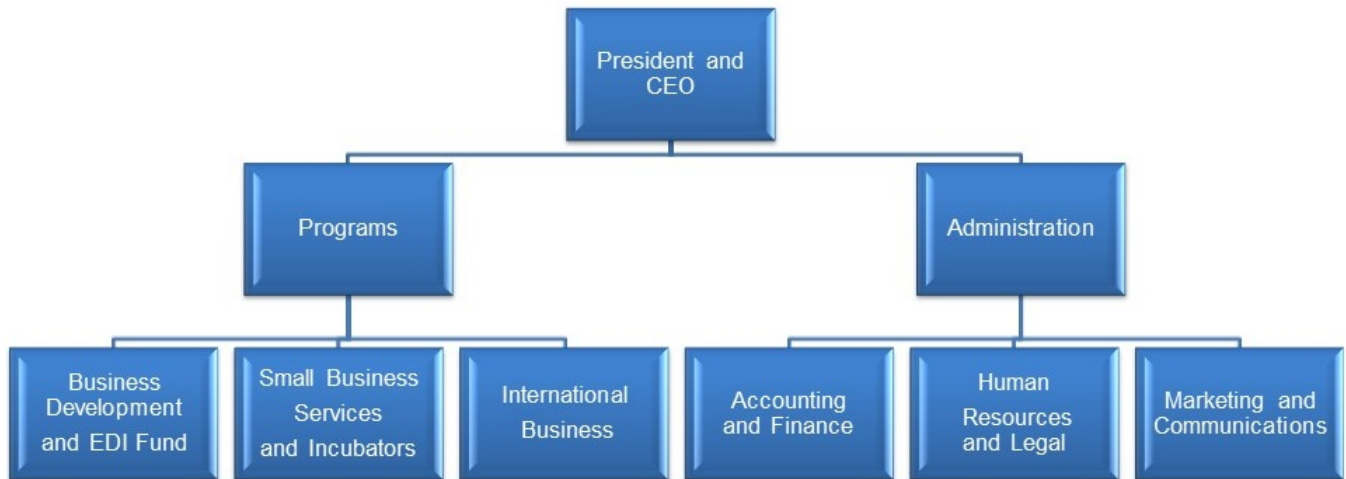 President and
CEO
Programs
Administration
Business
Development
and EDI Fund
Small Business
Services
and Incubators
International
Business
Accounting
and Finance
Human
Resources
and Legal
Marketing and
Communications